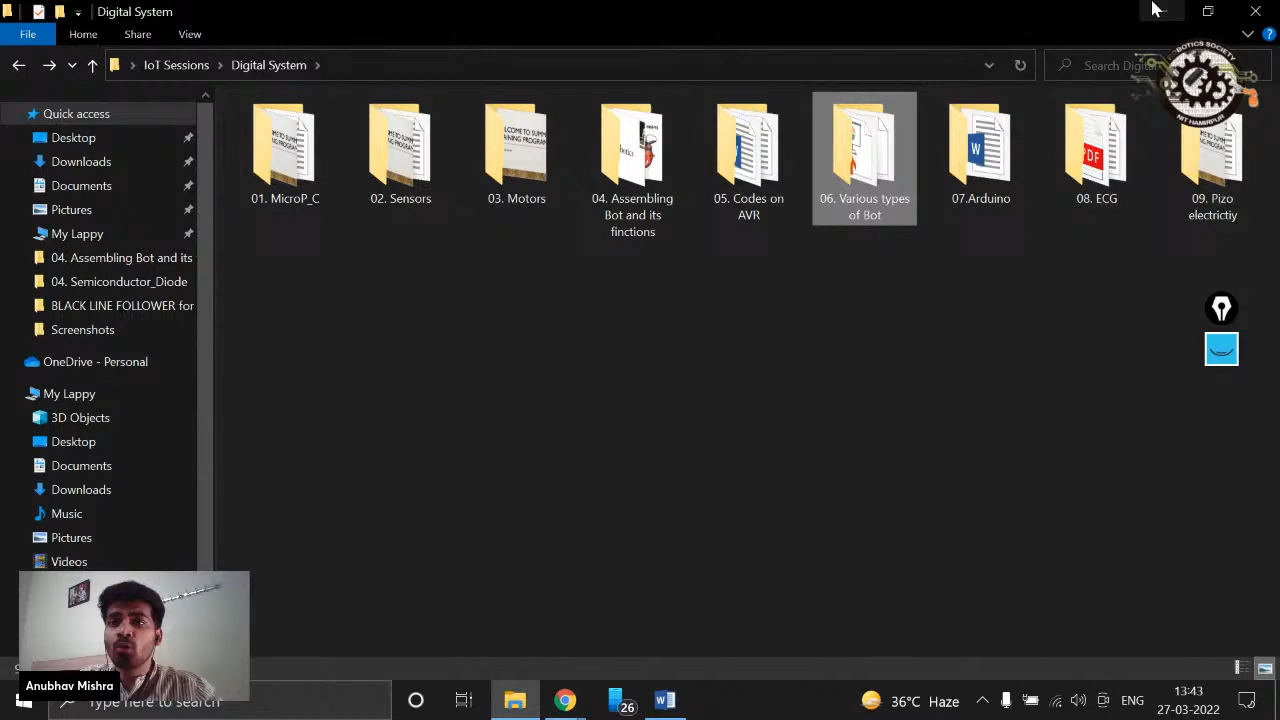 Digital System
File
Home
Share
View
IoT Sessions
Digital System
Search Digit
ROBOTICS SOCIETY
NIT HAMIRPUR
Quick access
Desktop
Downloads
Documents
Pictures
My Lappy
04. Assembling Bot and its
04. Semiconductor_Diode
BLACK LINE FOLLOWER for
Screenshots
OneDrive - Personal
My Lappy
3D Objects
Desktop
Documents
Downloads
Music
Pictures
Videos
01. MicroP_C
02. Sensors
03. Motors
04. Assembling
Bot and its
finctions
05. Codes on
AVR
06. Various types
of Bot
07.Arduino
08. ECG
09. Pizo
electrictiy
W
PDF
Anubhav Mishra
Type here to search
26
36°C Haze
ENG
13:43
27-03-2022